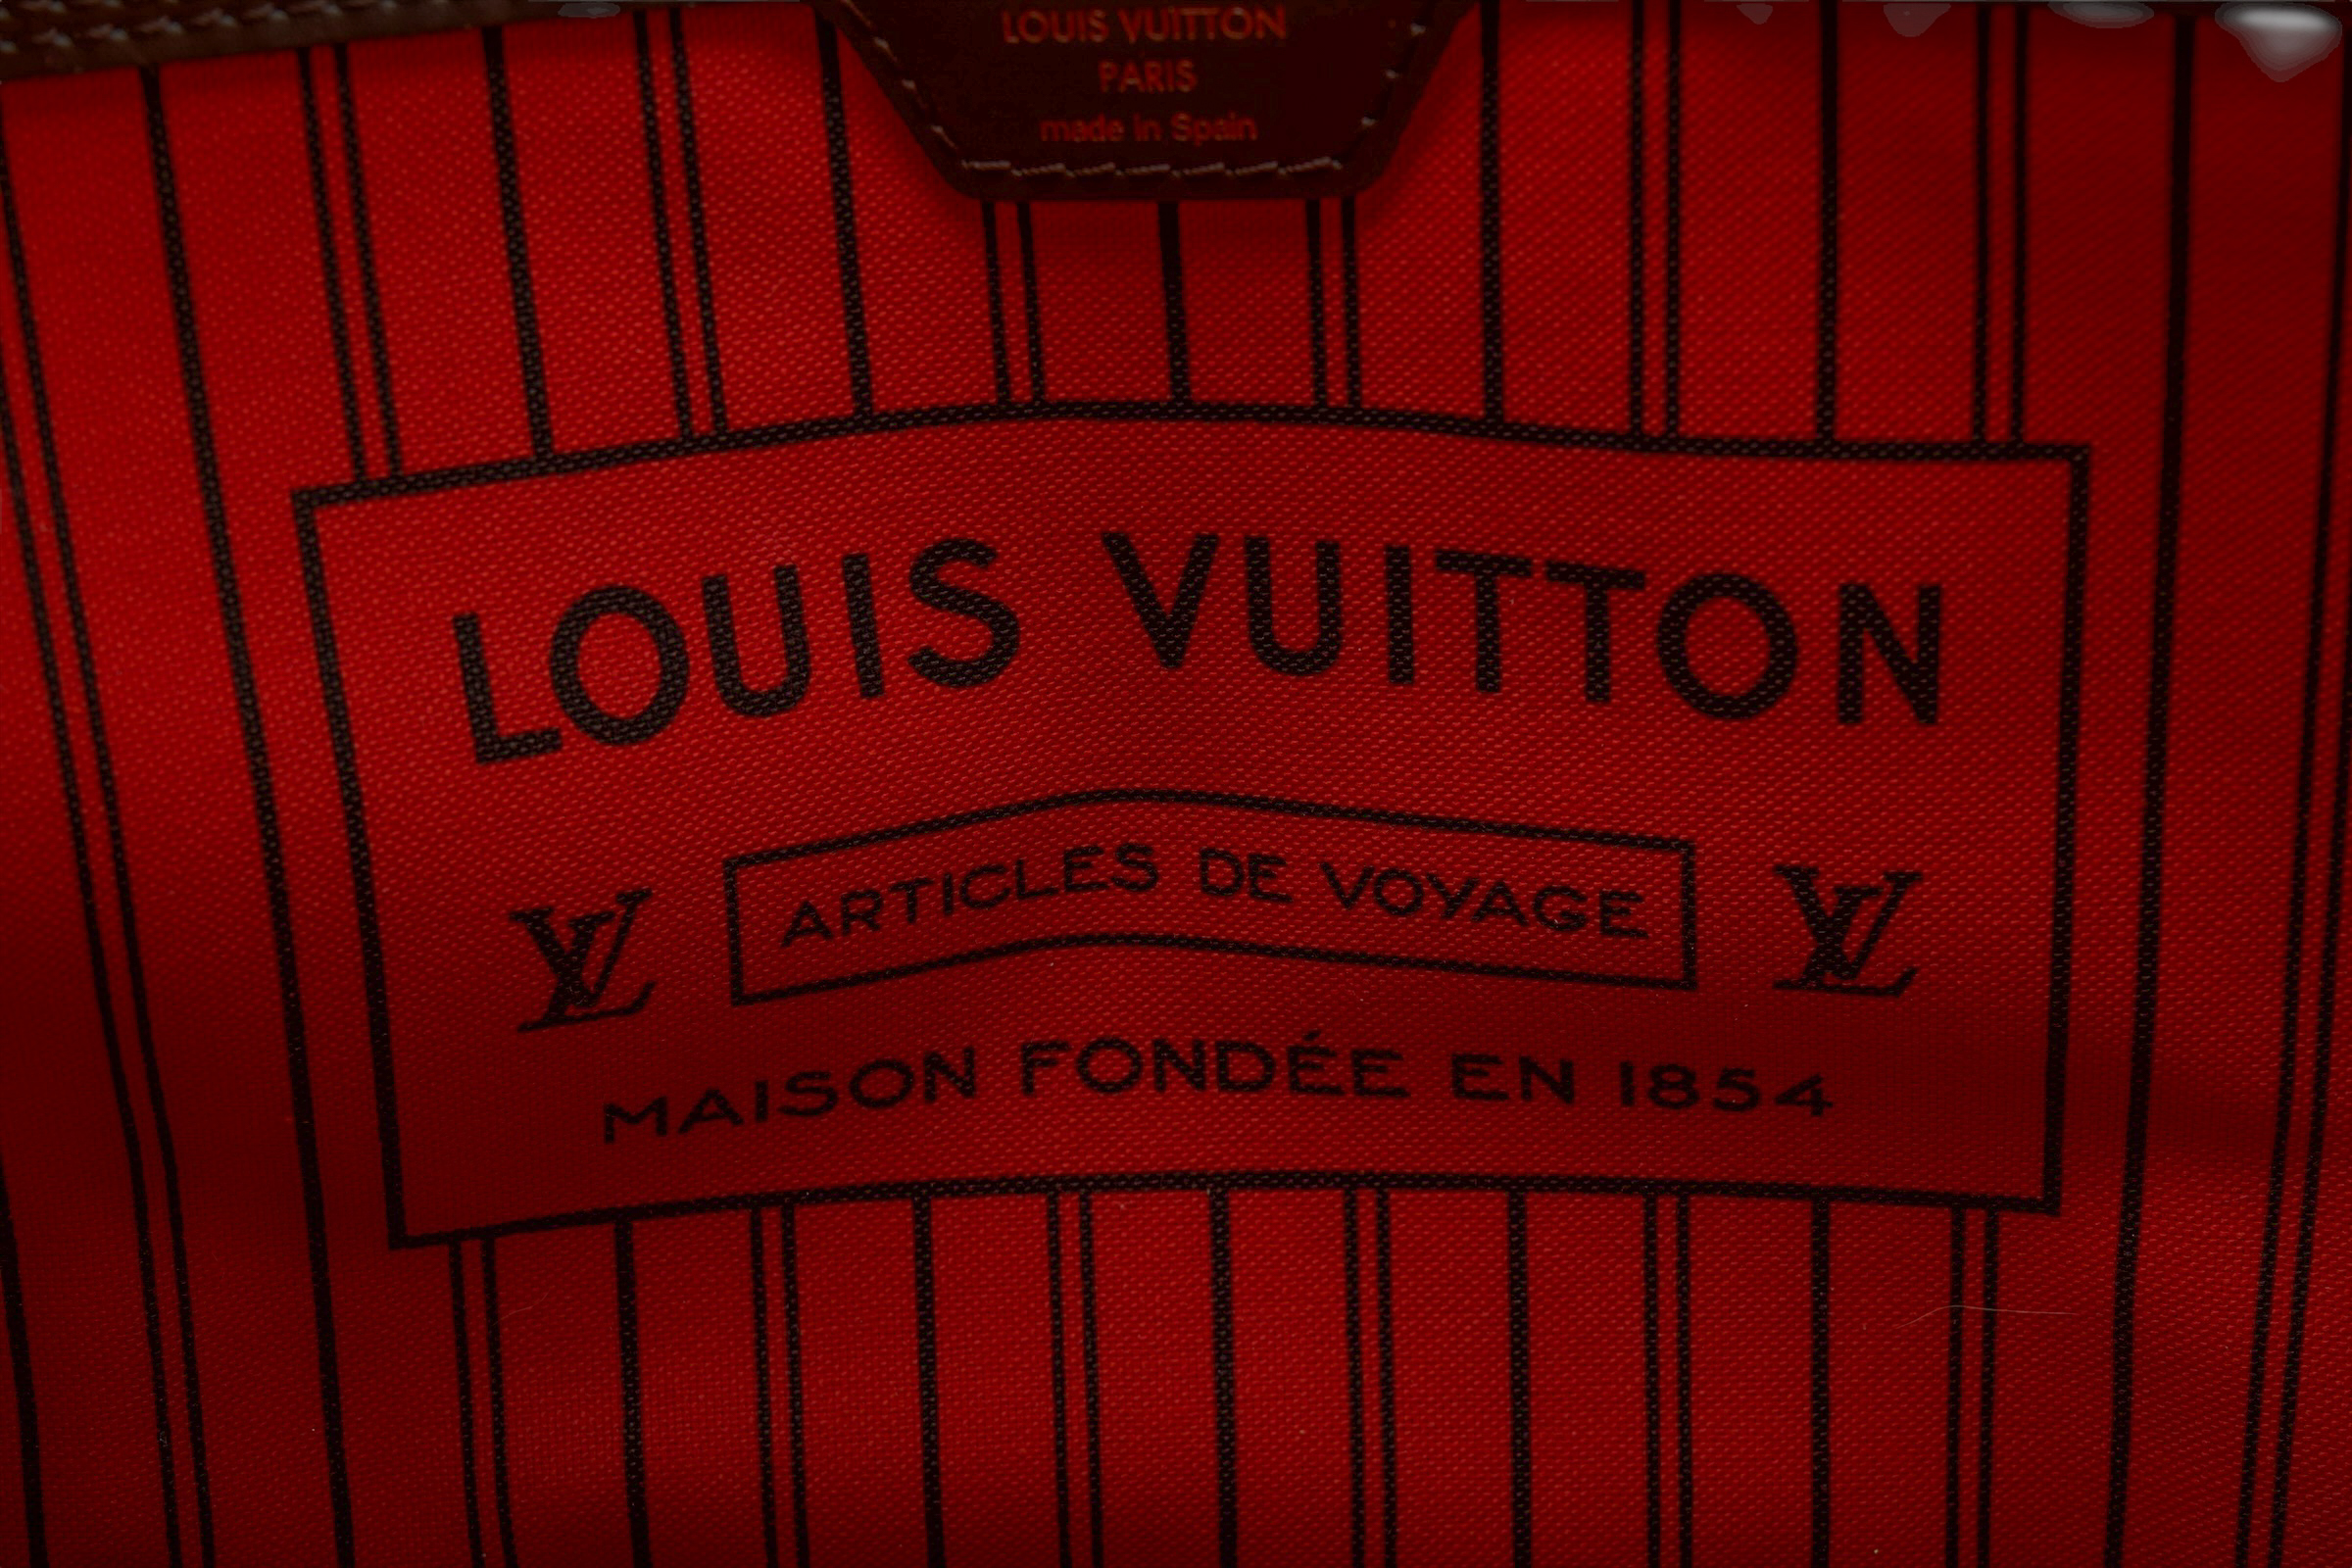 LOUIS VUITTON
PARIS
made in Spain
LOUIS VUITTON
LV ARTICLES DE VOYAGE LV
MAISON FONDÉE EN 1854